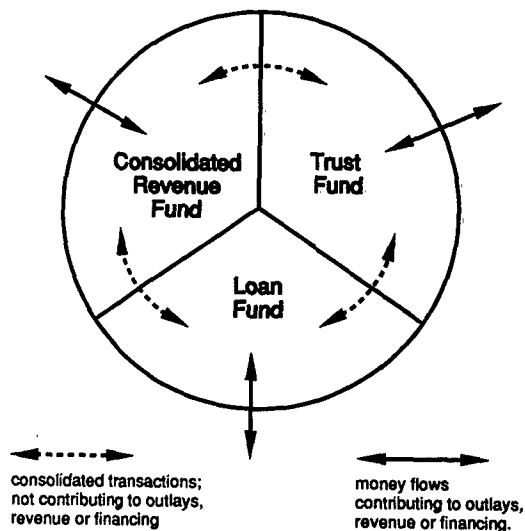 Consolidated
Revenue
Fund
Trust
Fund
Loan
Fund
consolidated transactions;
not contributing to outlays,
revenue or financing
money flows
contributing to outlays,
revenue or financing.